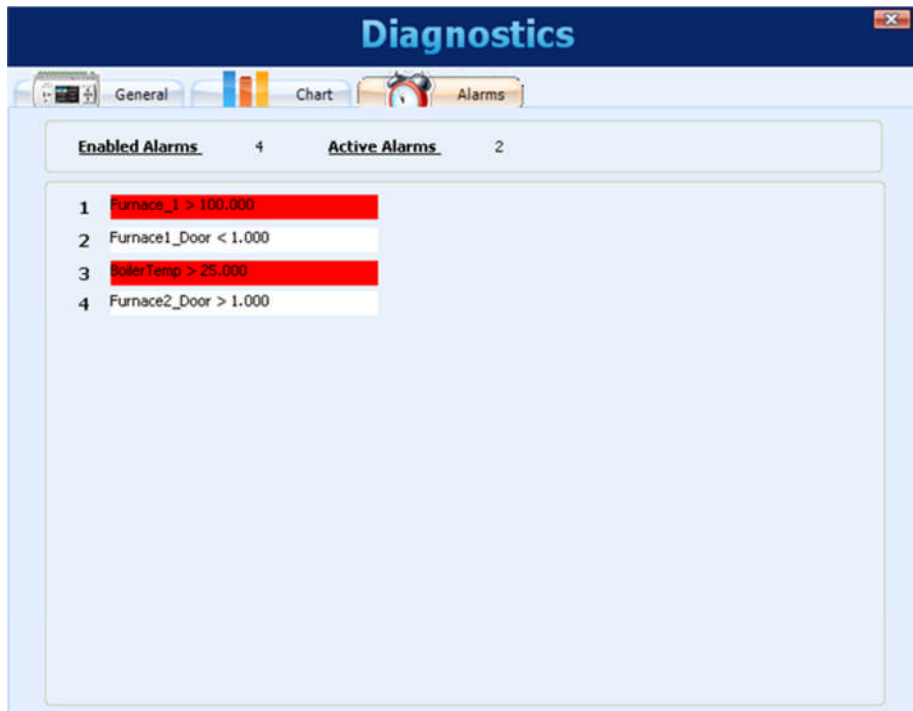 Diagnostics
General Chart Alarms
Enabled Alarms 4 Active Alarms 2
1 Furnace_1 > 100.000
2 Furnace1_Door < 1.000
3 BoilerTemp > 25.000
4 Furnace2_Door > 1.000